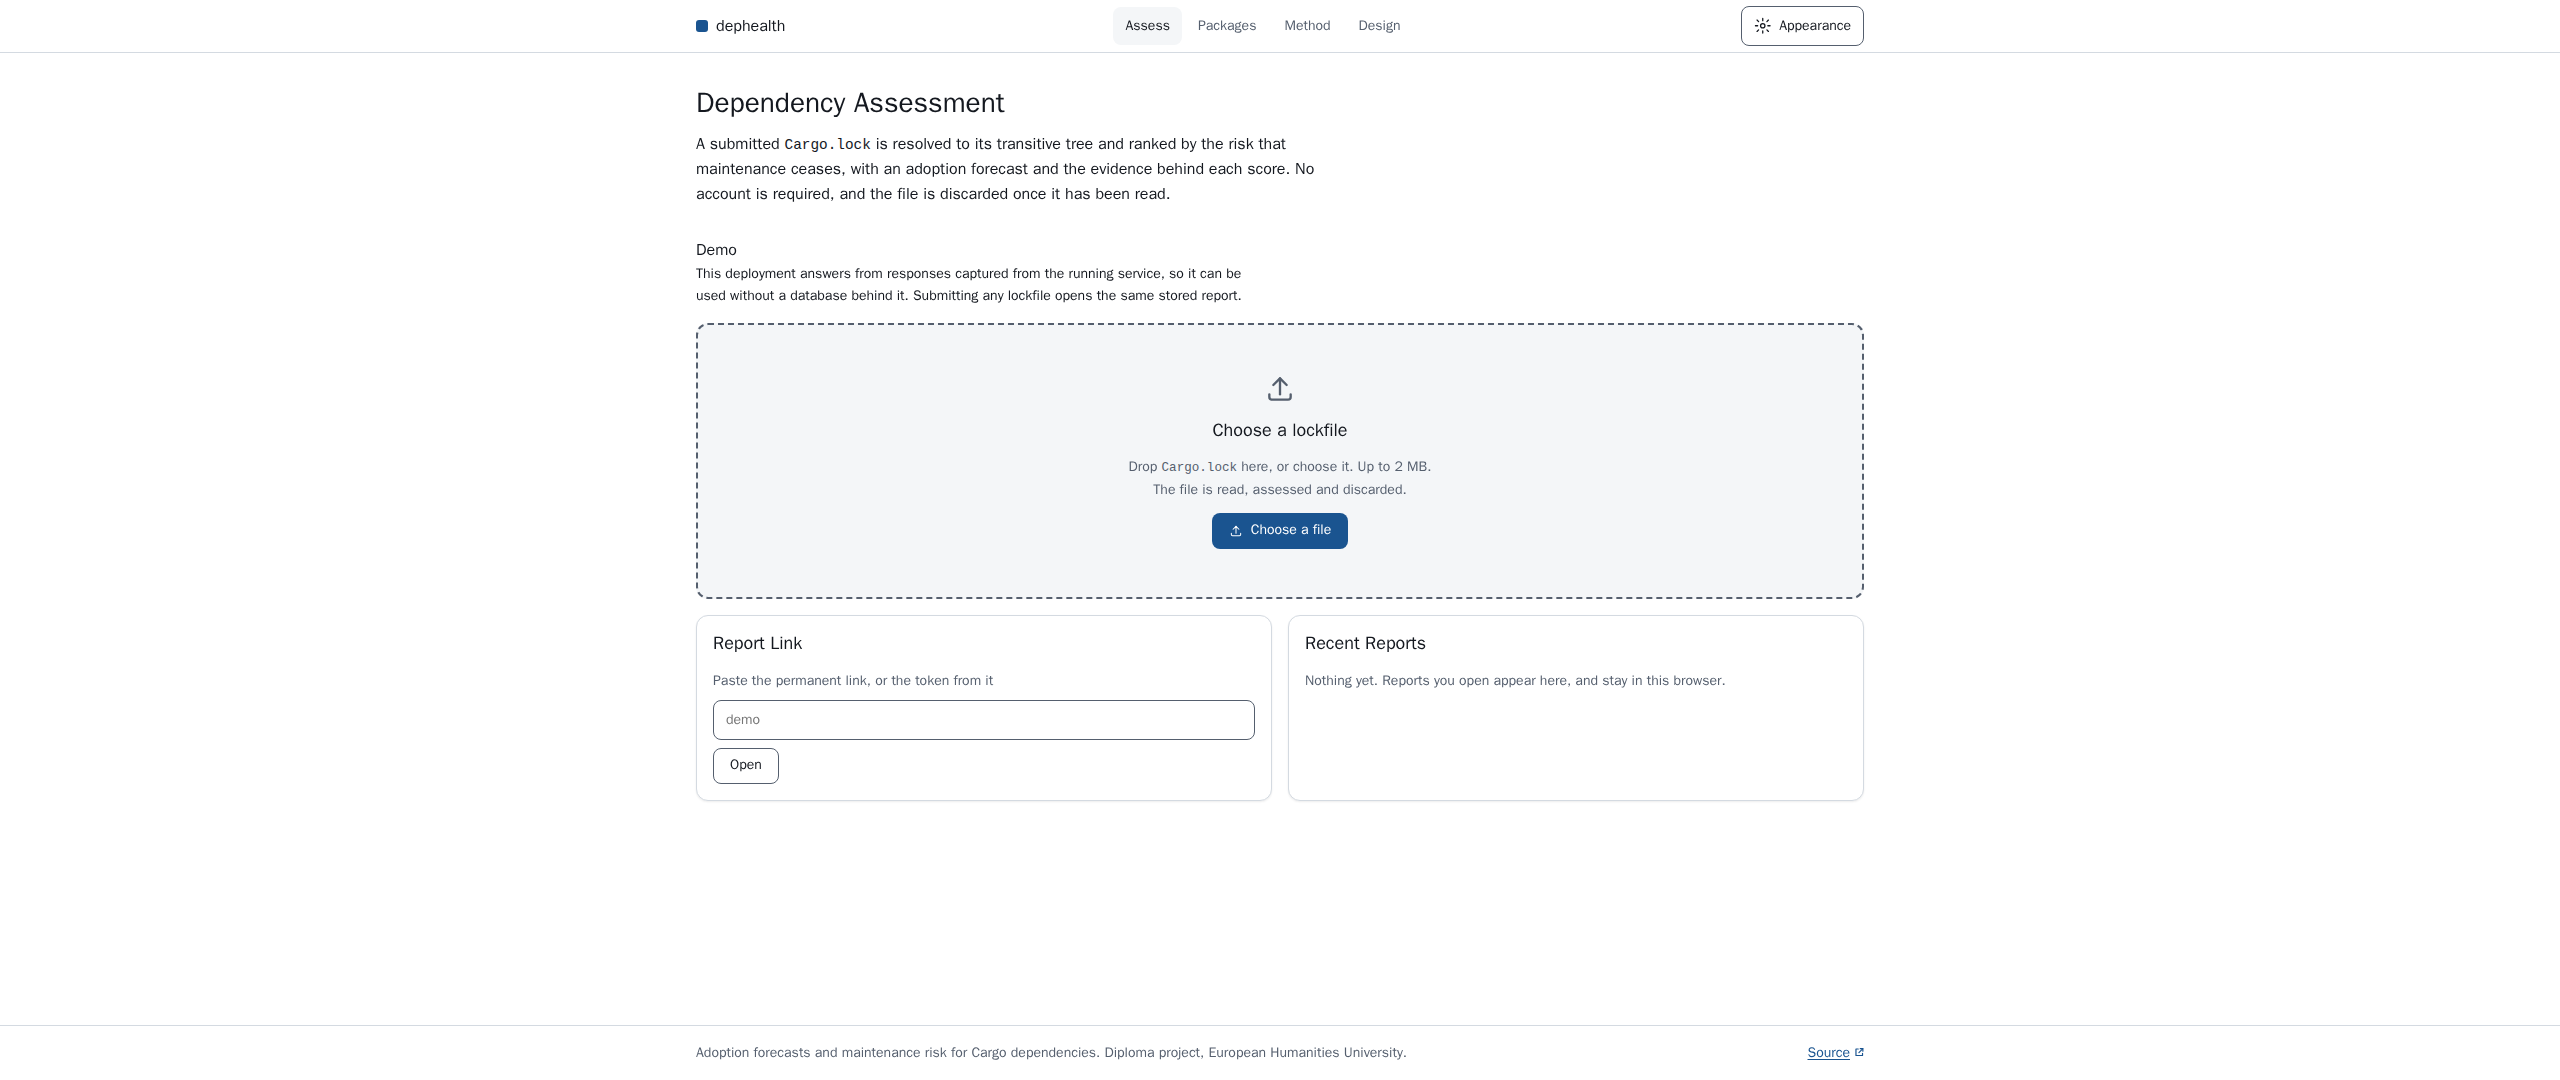 dephealth
Assess
Packages
Method
Design
Appearance
Dependency Assessment
A submitted Cargo.lock is resolved to its transitive tree and ranked by the risk that
maintenance ceases, with an adoption forecast and the evidence behind each score. No
account is required, and the file is discarded once it has been read.
Demo
This deployment answers from responses captured from the running service, so it can be
used without a database behind it. Submitting any lockfile opens the same stored report.
Choose a lockfile
Drop Cargo.lock here, or choose it. Up to 2 MB.
The file is read, assessed and discarded.
Choose a file
Report Link
Paste the permanent link, or the token from it
demo
Open
Recent Reports
Nothing yet. Reports you open appear here, and stay in this browser.
Adoption forecasts and maintenance risk for Cargo dependencies. Diploma project, European Humanities University.
Source